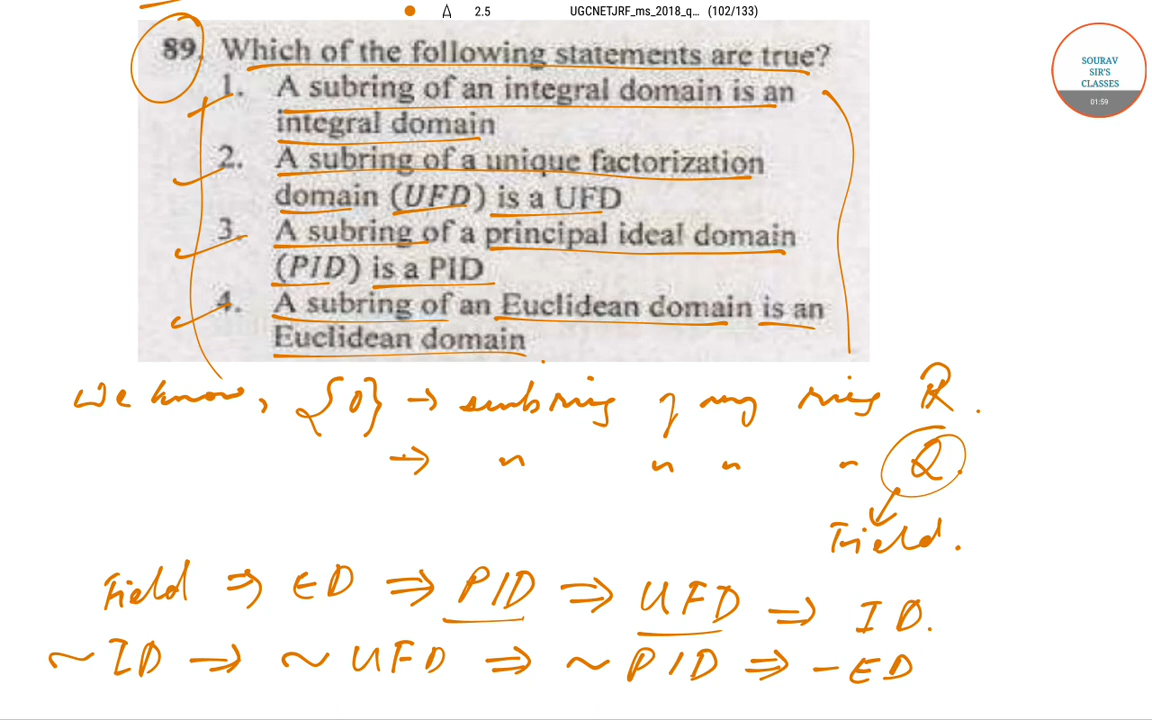 2.5 UGCNETJRF_ms_2018_q... (102/133)
SOURAV
SIR'S
CLASSES
01:59
89. Which of the following statements are true?
1. A subring of an integral domain is an
integral domain
2. A subring of a unique factorization
domain (UFD) is a UFD
3. A subring of a principal ideal domain
(PID) is a PID
4. A subring of an Euclidean domain is an
Euclidean domain
We know, {0} → subring of any ring R.
→ " " " " Q
Field.
Field ⇒ ED ⇒ PID ⇒ UFD ⇒ ID.
~ ID → ~ UFD ⇒ ~ PID ⇒ - ED